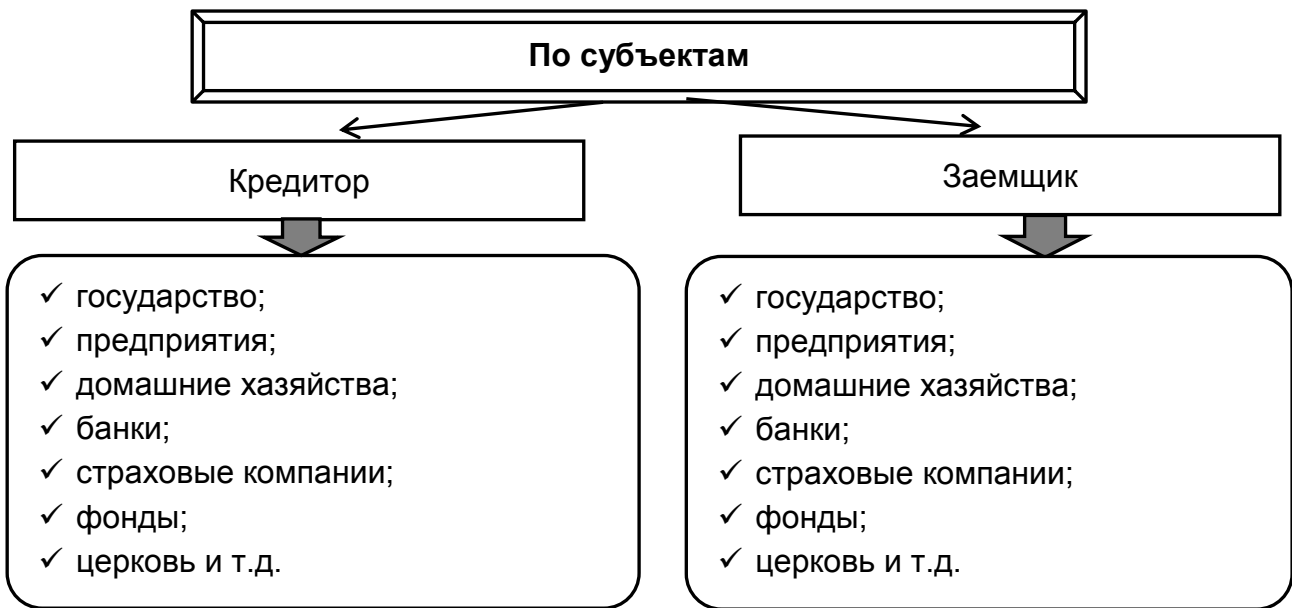 По субъектам
Кредитор
Заемщик
государство;
предприятия;
домашние хазяйства;
банки;
страховые компании;
фонды;
церковь и т.д.
государство;
предприятия;
домашние хазяйства;
банки;
страховые компании;
фонды;
церковь и т.д.